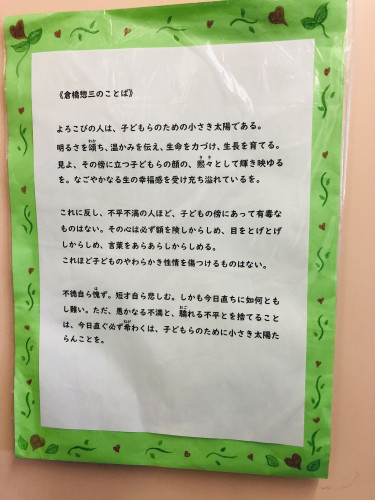 《倉橋惣三のことば》
よろこびの人は、子どもらのための小さき太陽である。
明るさを頒ち、温かみを伝え、生命を力づけ、生長を育てる。
見よ、その傍に立つ子どもらの顔の、熙々として輝き映ゆる
を。なごやかなる生の幸福感を受け充ち溢れているを。
これに反し、不平不満の人ほど、子どもの傍にあって有毒な
ものはない。その心は必ず額を険しからしめ、目をとげとげ
しからしめ、言葉をあらあらしからしめる。
これほど子どものやわらかき性情を傷つけるものはない。
不徳自ら愧ず。短才自ら悲しむ。しかも今日直ちに如何とも
し難い。ただ、愚かなる不満と、驕れる不平とを捨てること
は、今日直ぐ必ず希わくは、子どもらのために小さき太陽た
らんことを。